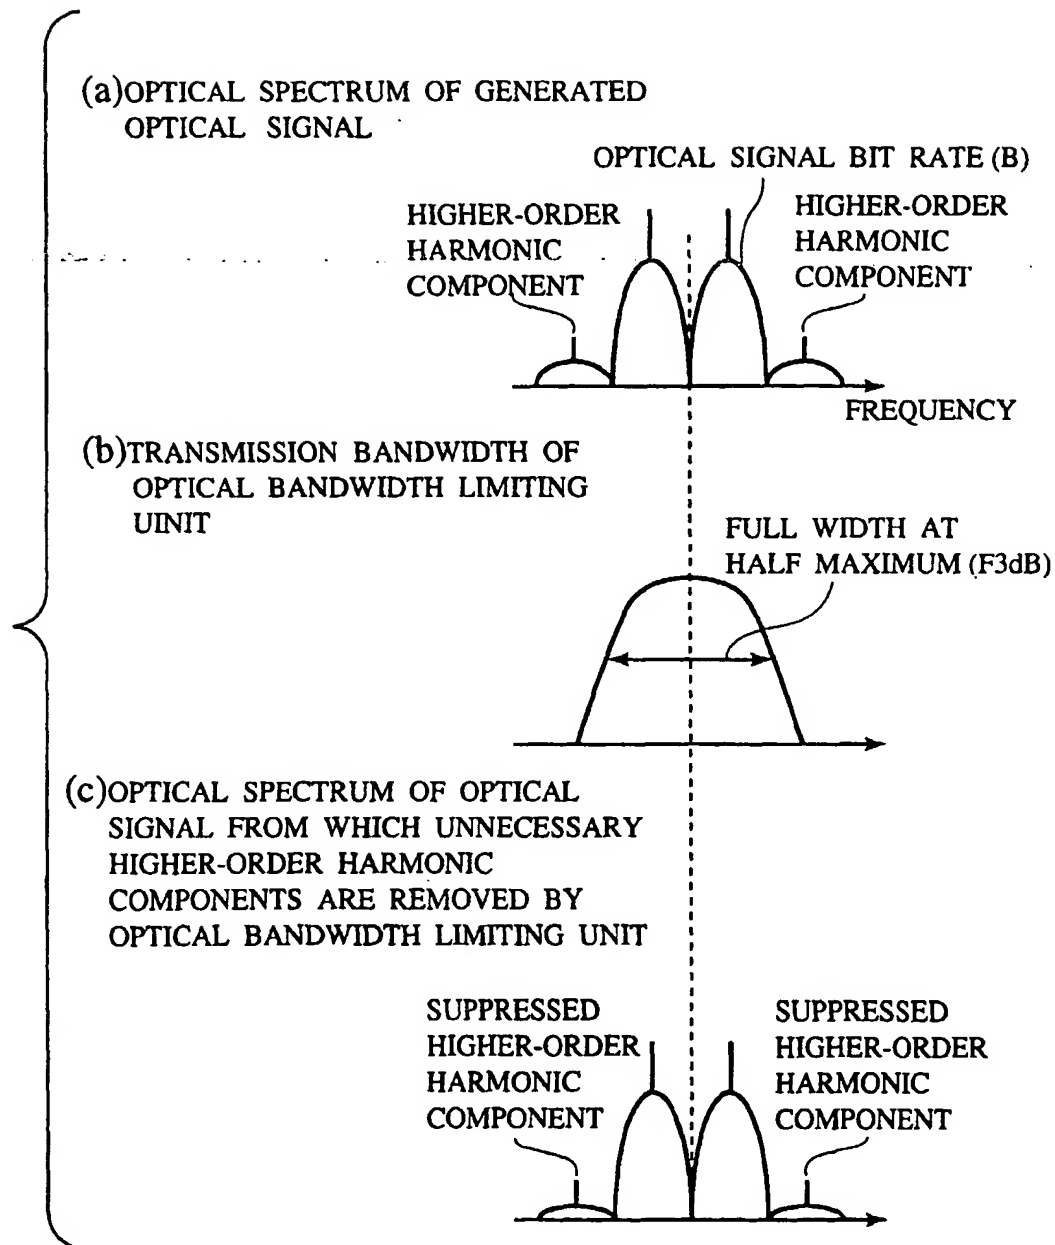 (a)OPTICAL SPECTRUM OF GENERATED
OPTICAL SIGNAL
OPTICAL SIGNAL BIT RATE (B)
HIGHER-ORDER
HARMONIC
COMPONENT
HIGHER-ORDER
HARMONIC
COMPONENT
FREQUENCY
(b)TRANSMISSION BANDWIDTH OF
OPTICAL BANDWIDTH LIMITING
UINIT
FULL WIDTH AT
HALF MAXIMUM (F3dB)
(c)OPTICAL SPECTRUM OF OPTICAL
SIGNAL FROM WHICH UNNECESSARY
HIGHER-ORDER HARMONIC
COMPONENTS ARE REMOVED BY
OPTICAL BANDWIDTH LIMITING UNIT
SUPPRESSED
HIGHER-ORDER
HARMONIC
COMPONENT
SUPPRESSED
HIGHER-ORDER
HARMONIC
COMPONENT